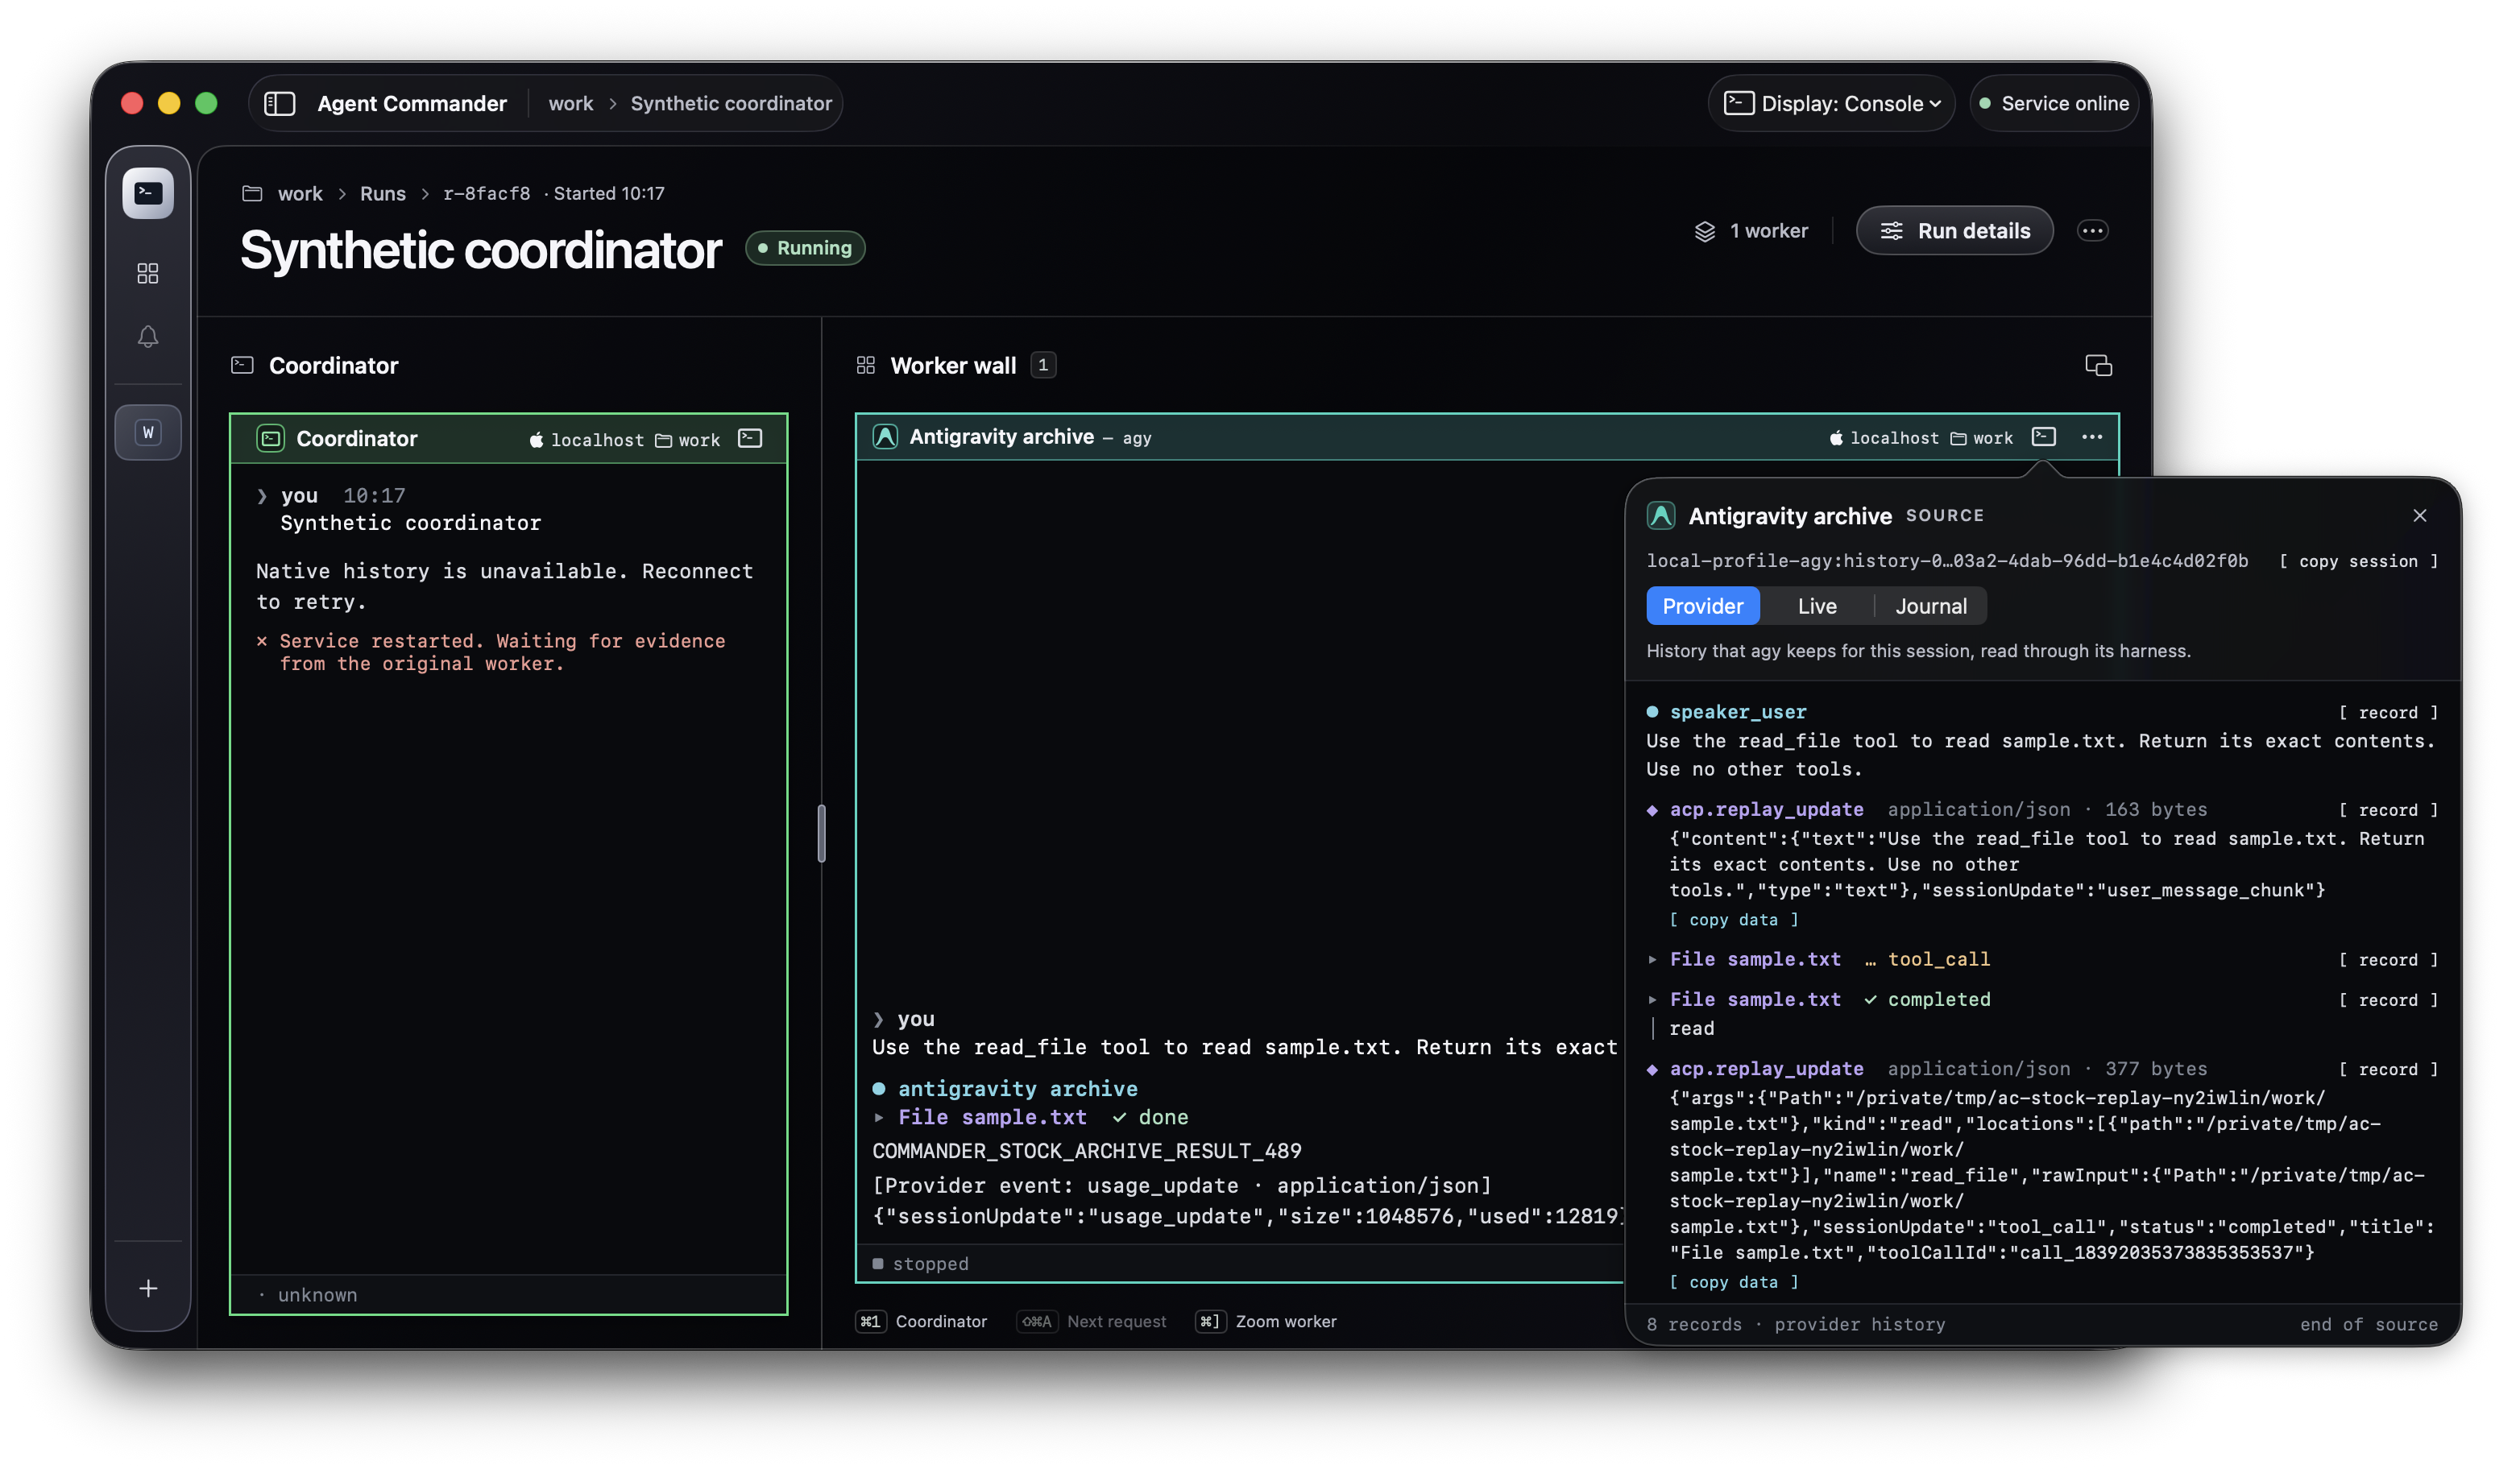 Agent Commander work › Synthetic coordinator
Display: Console
Service online
work › Runs › r-8facf8 · Started 10:17
Synthetic coordinator
Running
1 worker
Run details
W
Coordinator
Coordinator localhost work
❯ you 10:17
Synthetic coordinator
Native history is unavailable. Reconnect
to retry.
× Service restarted. Waiting for evidence
from the original worker.
· unknown
Worker wall 1
Antigravity archive — agy localhost work
❯ you
Use the read_file tool to read sample.txt. Return its exact
antigravity archive
File sample.txt ✓ done
COMMANDER_STOCK_ARCHIVE_RESULT_489
[Provider event: usage_update · application/json]
{"sessionUpdate":"usage_update","size":1048576,"used":12819
stopped
⌘1 Coordinator ⇧⌘A Next request ⌘] Zoom worker
Antigravity archive SOURCE
local-profile-agy:history-0…03a2-4dab-96dd-b1e4c4d02f0b [ copy session ]
Provider Live Journal
History that agy keeps for this session, read through its harness.
speaker_user [ record ]
Use the read_file tool to read sample.txt. Return its exact contents.
Use no other tools.
acp.replay_update application/json · 163 bytes [ record ]
{"content":{"text":"Use the read_file tool to read sample.txt. Return
its exact contents. Use no other
tools.","type":"text"},"sessionUpdate":"user_message_chunk"}
[ copy data ]
File sample.txt … tool_call [ record ]
File sample.txt ✓ completed [ record ]
read
acp.replay_update application/json · 377 bytes [ record ]
{"args":{"Path":"/private/tmp/ac-stock-replay-ny2iwlin/work/
sample.txt"},"kind":"read","locations":[{"path":"/private/tmp/ac-
stock-replay-ny2iwlin/work/
sample.txt"}],"name":"read_file","rawInput":{"Path":"/private/tmp/ac-
stock-replay-ny2iwlin/work/
sample.txt"},"sessionUpdate":"tool_call","status":"completed","title":
"File sample.txt","toolCallId":"call_18392035373835353537"}
[ copy data ]
8 records · provider history end of source